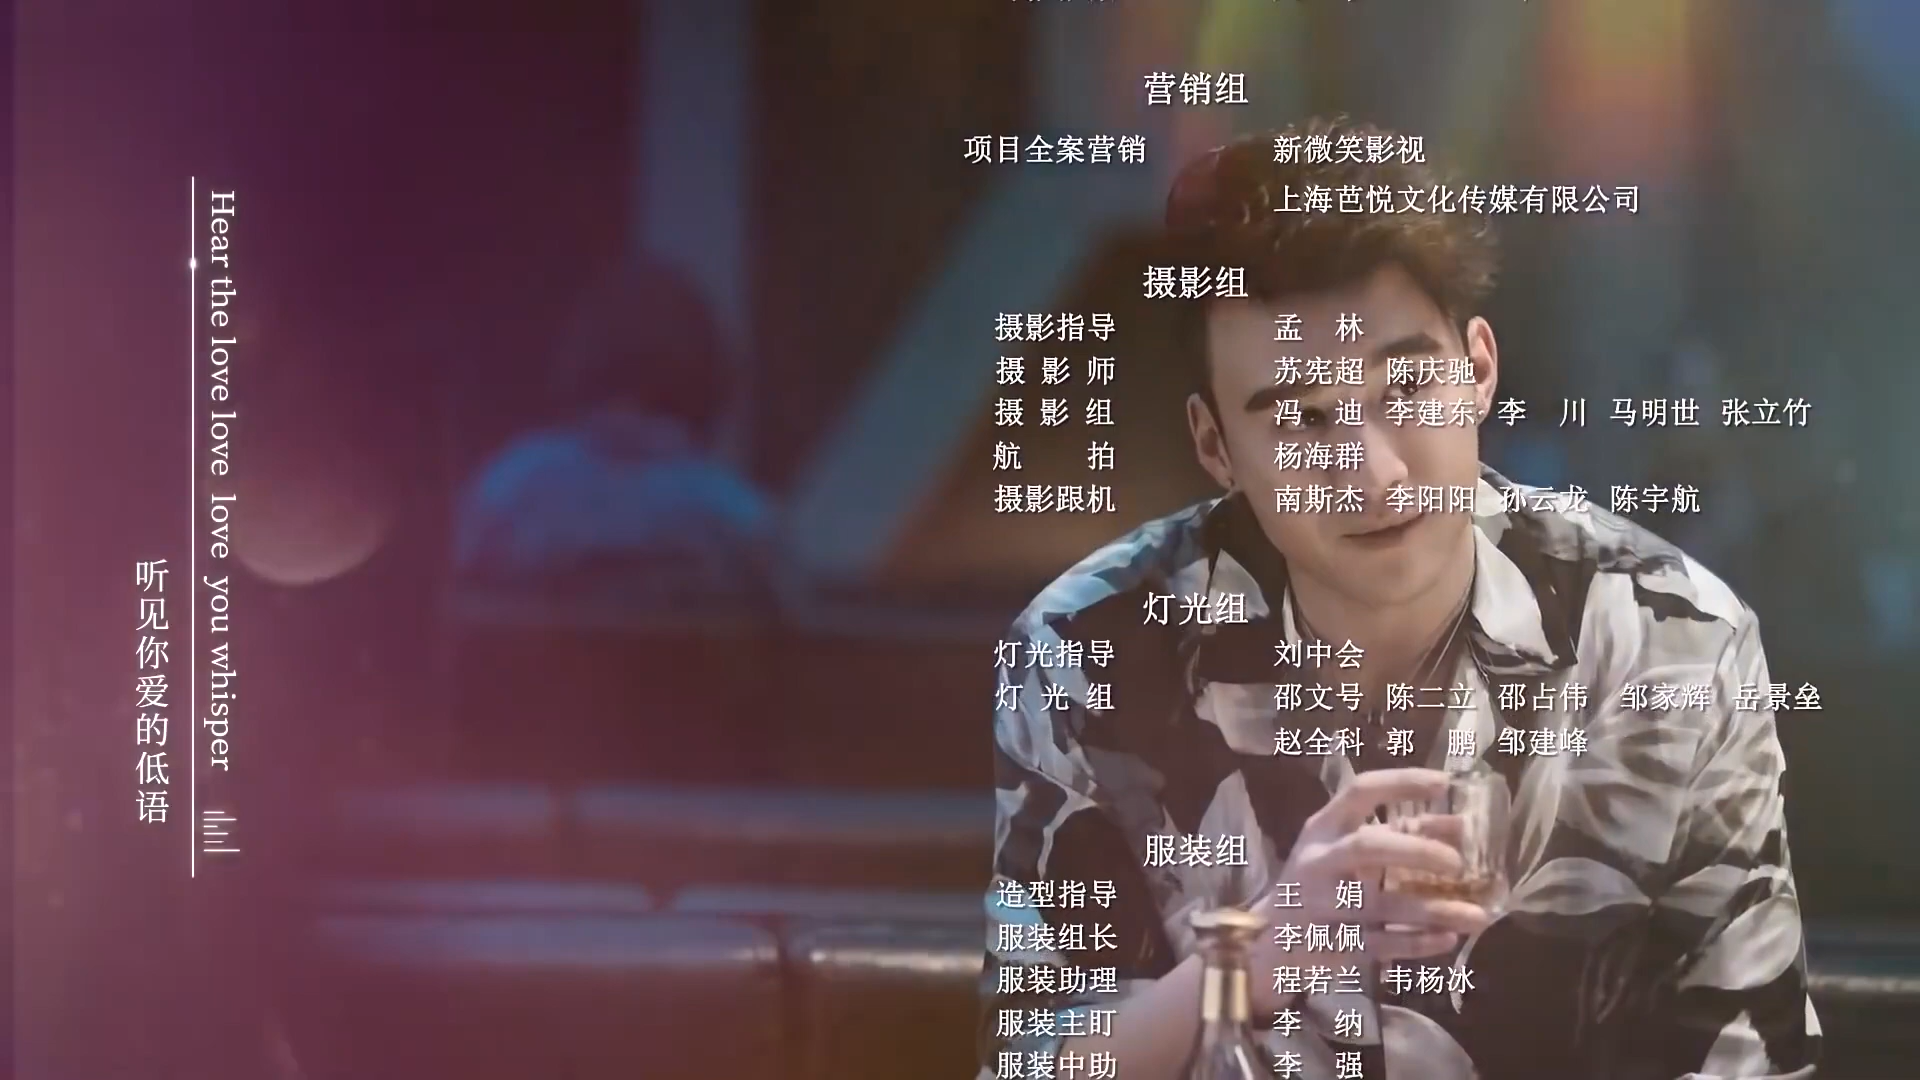 听见你爱的低语
Hear the love love love love you whisper
营销组
项目全案营销 新微笑影视
上海芭悦文化传媒有限公司
摄影组
摄影指导 孟 林
摄 影 师 苏宪超 陈庆驰
摄 影 组 冯 迪 李建东 李 川 马明世 张立竹
航 拍 杨海群
摄影跟机 南斯杰 李阳阳 孙云龙 陈宇航
灯光组
灯光指导 刘中会
灯 光 组 邵文号 陈二立 邵占伟 邹家辉 岳景垒
赵全科 郭 鹏 邹建峰
服装组
造型指导 王 娟
服装组长 李佩佩
服装助理 程若兰 韦杨冰
服装主盯 李 纳
服装中助 李 强